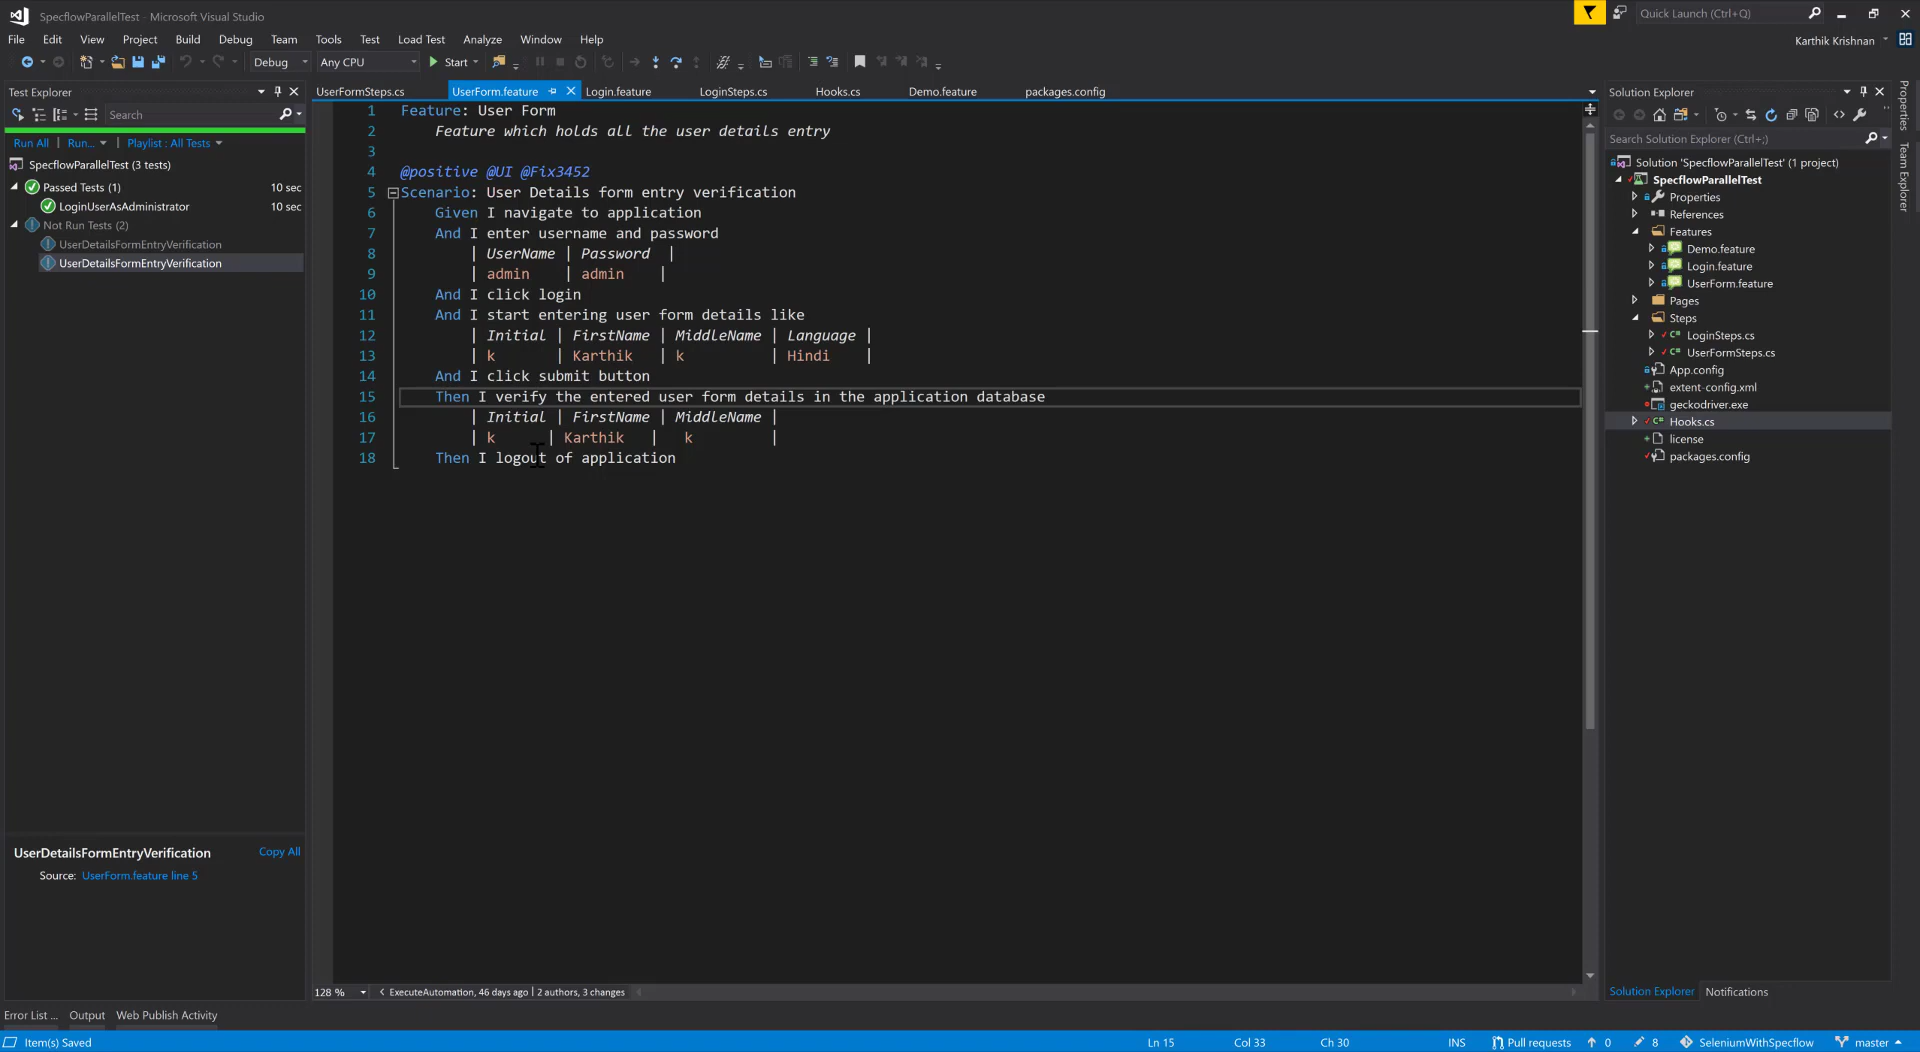 SpecflowParallelTest - Microsoft Visual Studio
Quick Launch (Ctrl+Q)
File Edit View Project Build Debug Team Tools Test Load Test Analyze Window Help
Karthik Krishnan
Debug Any CPU Start
Test Explorer
Search
Run All Run... Playlist : All Tests
SpecflowParallelTest (3 tests)
Passed Tests (1) 10 sec
LoginUserAsAdministrator 10 sec
Not Run Tests (2)
UserDetailsFormEntryVerification
UserDetailsFormEntryVerification
UserDetailsFormEntryVerification Copy All
Source: UserForm.feature line 5
UserFormSteps.cs UserForm.feature Login.feature LoginSteps.cs Hooks.cs Demo.feature packages.config
1 Feature: User Form
2 Feature which holds all the user details entry
3
4 @positive @UI @Fix3452
5 Scenario: User Details form entry verification
6 Given I navigate to application
7 And I enter username and password
8 | UserName | Password |
9 | admin | admin |
10 And I click login
11 And I start entering user form details like
12 | Initial | FirstName | MiddleName | Language |
13 | k | Karthik | k | Hindi |
14 And I click submit button
15 Then I verify the entered user form details in the application database
16 | Initial | FirstName | MiddleName |
17 | k | Karthik | k |
18 Then I logout of application
128 % ExecuteAutomation, 46 days ago | 2 authors, 3 changes
Solution Explorer
Search Solution Explorer (Ctrl+;)
Solution 'SpecflowParallelTest' (1 project)
SpecflowParallelTest
Properties
References
Features
Demo.feature
Login.feature
UserForm.feature
Pages
Steps
LoginSteps.cs
UserFormSteps.cs
App.config
extent-config.xml
geckodriver.exe
Hooks.cs
license
packages.config
Solution Explorer Notifications
Properties
Team Explorer
Error List ... Output Web Publish Activity
Item(s) Saved Ln 15 Col 33 Ch 30 INS Pull requests 0 8 SeleniumWithSpecflow master